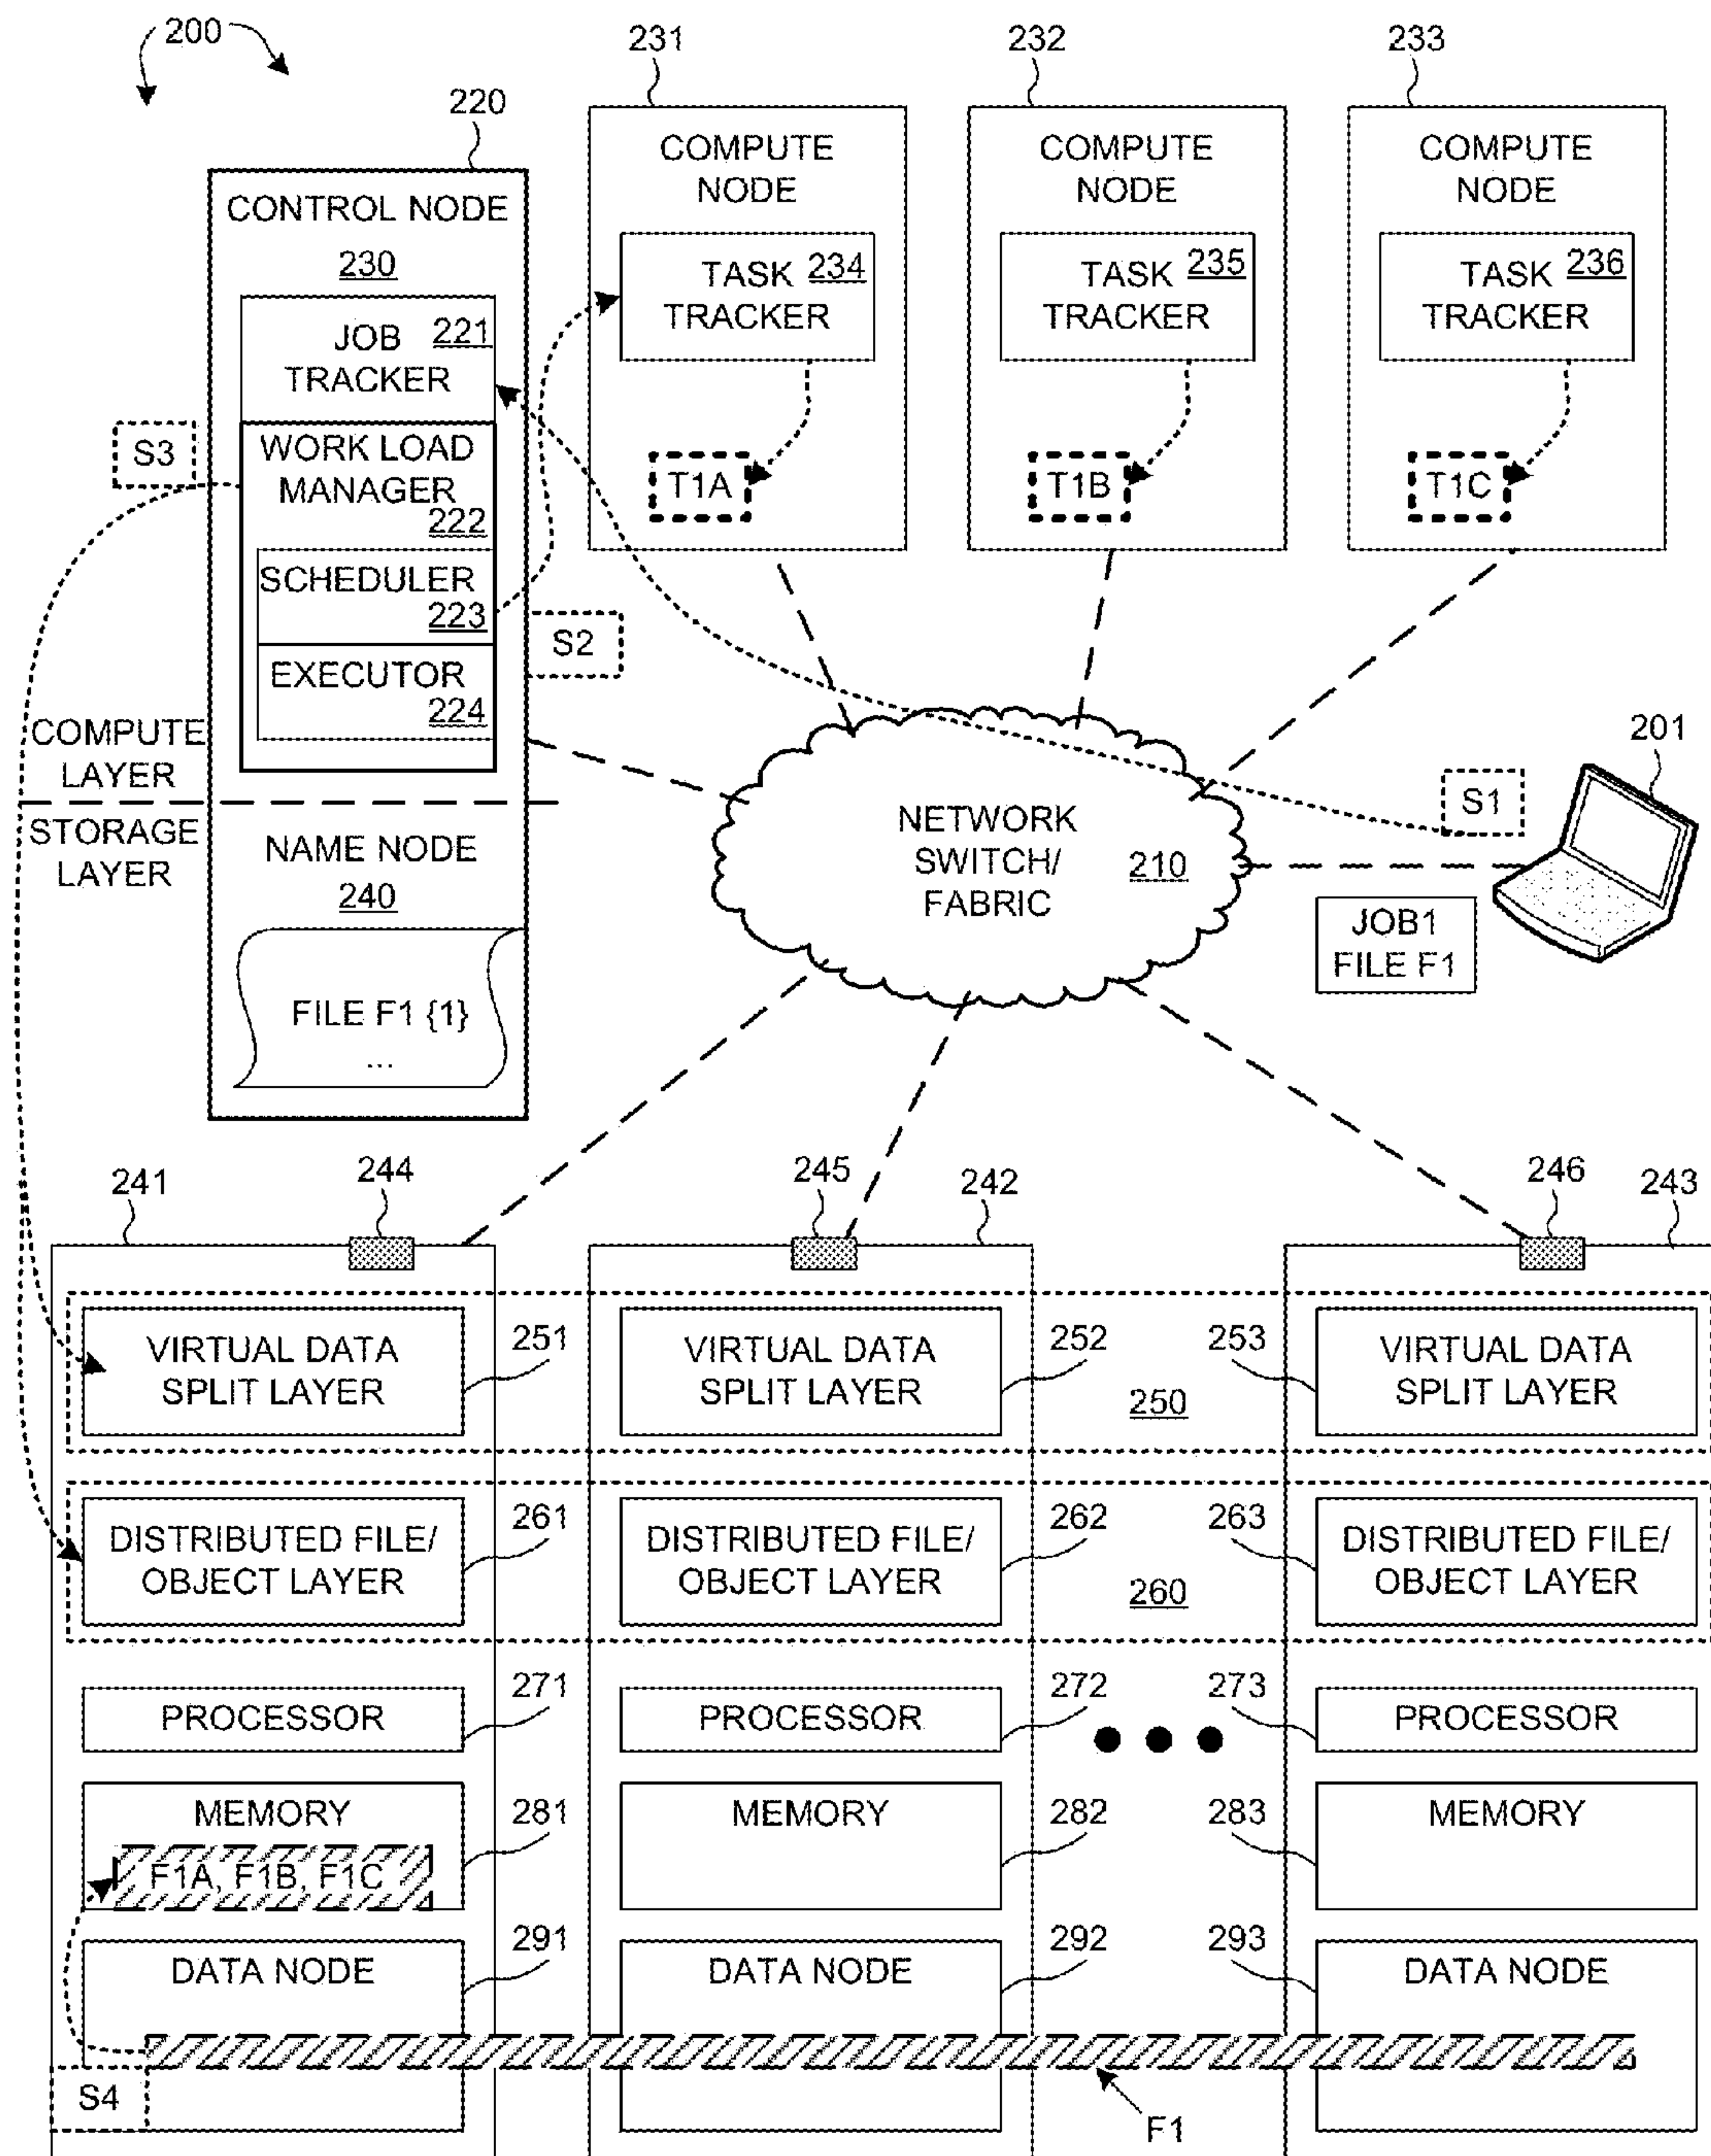 200
231
232
233
220
CONTROL NODE
230
JOB
TRACKER
221
WORK LOAD
MANAGER
222
SCHEDULER
223
EXECUTOR
224
S3
S2
COMPUTE
LAYER
STORAGE
LAYER
NAME NODE
240
FILE F1 {1}
...
COMPUTE
NODE
TASK 234
TRACKER
T1A
COMPUTE
NODE
TASK 235
TRACKER
T1B
COMPUTE
NODE
TASK 236
TRACKER
T1C
NETWORK
SWITCH/
FABRIC
210
S1
201
JOB1
FILE F1
241
244
245
242
246
243
VIRTUAL DATA
SPLIT LAYER
251
VIRTUAL DATA
SPLIT LAYER
252
250
253
VIRTUAL DATA
SPLIT LAYER
DISTRIBUTED FILE/
OBJECT LAYER
261
DISTRIBUTED FILE/
OBJECT LAYER
262
260
263
DISTRIBUTED FILE/
OBJECT LAYER
PROCESSOR
271
PROCESSOR
272
273
PROCESSOR
MEMORY
F1A, F1B, F1C
281
MEMORY
282
283
MEMORY
DATA NODE
291
DATA NODE
292
293
DATA NODE
S4
F1